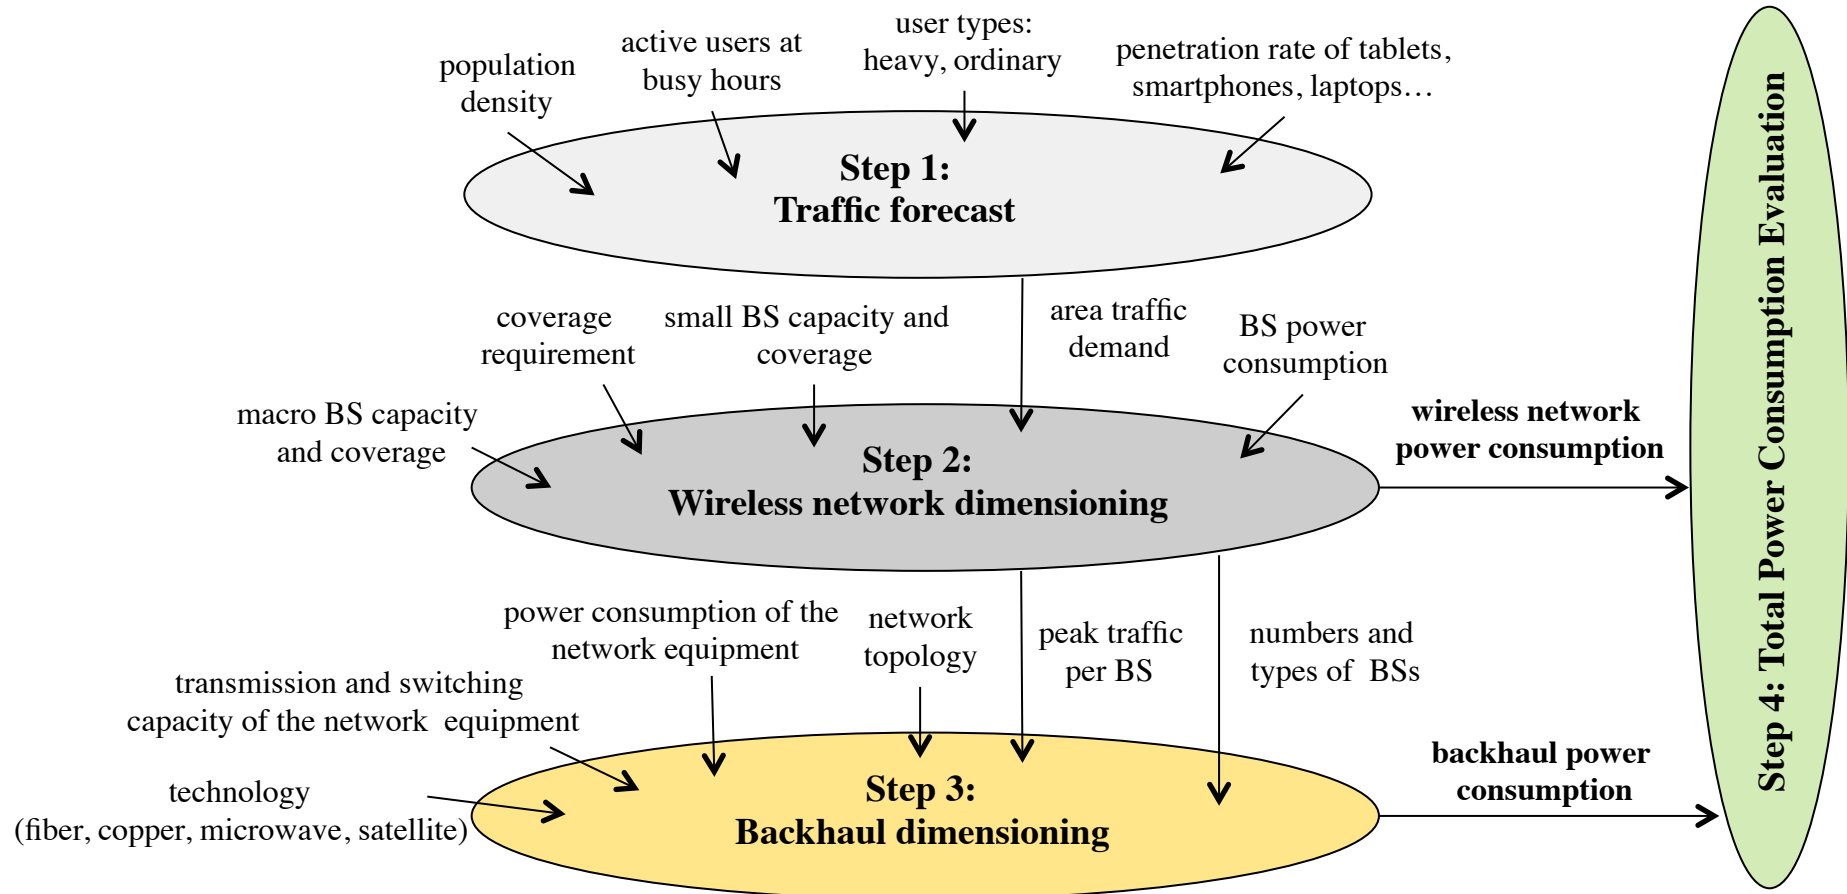 population
density
active users at
busy hours
user types:
heavy, ordinary
penetration rate of tablets,
smartphones, laptops…
Step 1:
Traffic forecast
coverage
requirement
small BS capacity and
coverage
area traffic
demand
BS power
consumption
macro BS capacity
and coverage
Step 2:
Wireless network dimensioning
wireless network
power consumption
power consumption of the
network equipment
network
topology
peak traffic
per BS
numbers and
types of BSs
transmission and switching
capacity of the network equipment
technology
(fiber, copper, microwave, satellite)
Step 3:
Backhaul dimensioning
backhaul power
consumption
Step 4: Total Power Consumption Evaluation